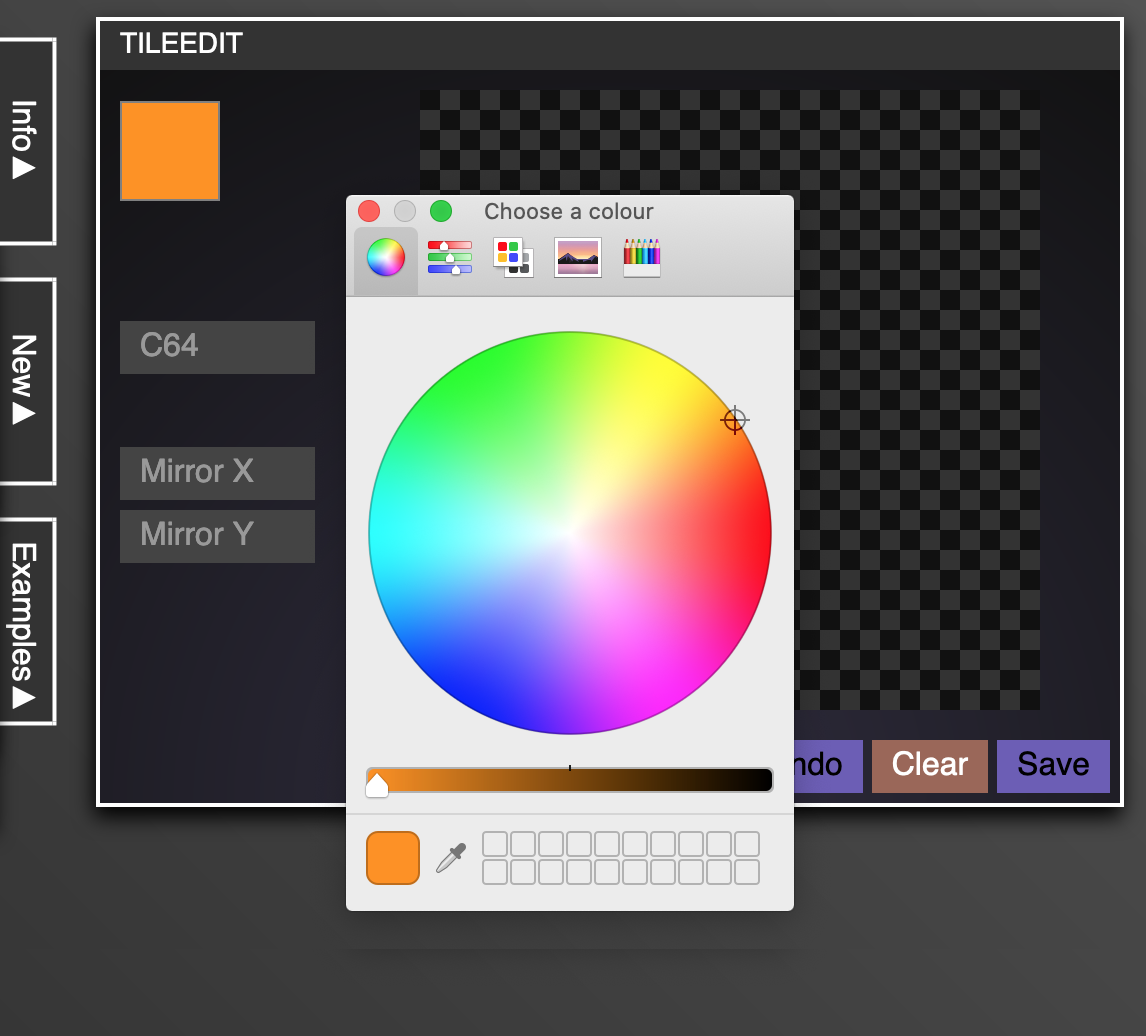 TILEEDIT
Info
New
Examples
C64
Mirror X
Mirror Y
Choose a colour
ndo
Clear
Save